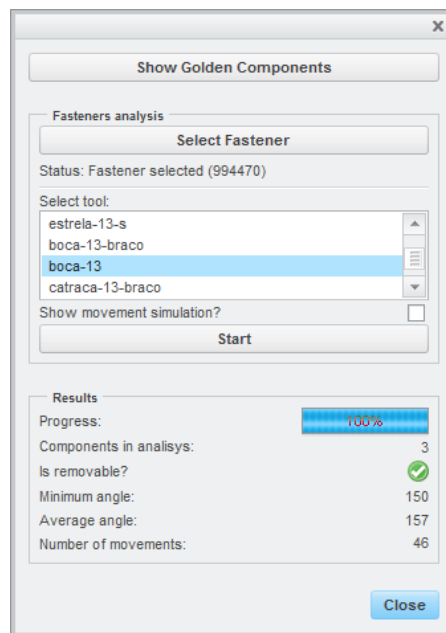 x
Show Golden Components
Fasteners analysis
Select Fastener
Status: Fastener selected (994470)
Select tool:
estrela-13-s
boca-13-braco
boca-13
catraca-13-braco
Show movement simulation?
Start
Results
Progress: 100%
Components in analisys: 3
Is removable?
Minimum angle: 150
Average angle: 157
Number of movements: 46
Close